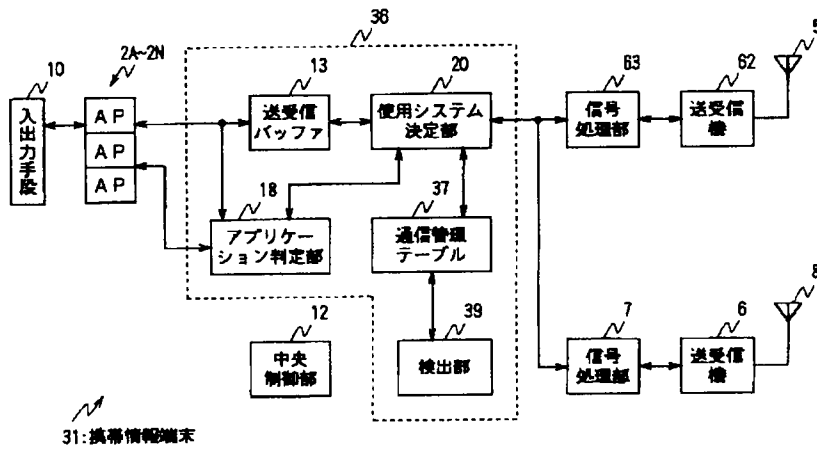 36
2A~2N
5
10
13
20
63
62
入出力手段
AP
AP
AP
送受信
バッファ
使用システム
決定部
信号
処理部
送受信
機
18
37
アプリケー
ション判定部
通信管理
テーブル
8
12
39
7
6
中央
制御部
検出部
信号
処理部
送受信
機
31:携帯情報端末